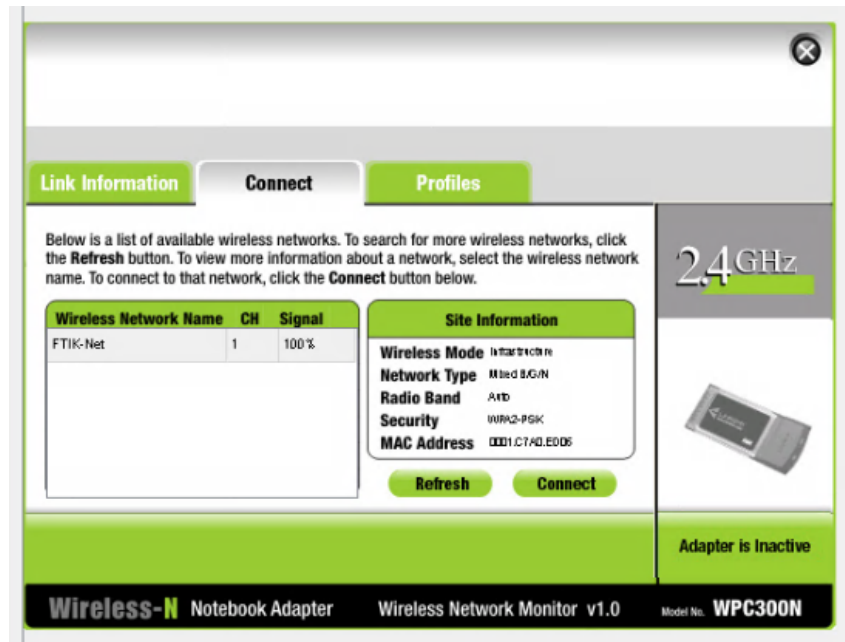 Link Information
Connect
Profiles
Below is a list of available wireless networks. To search for more wireless networks, click
the Refresh button. To view more information about a network, select the wireless network
name. To connect to that network, click the Connect button below.
2.4GHz
Wireless Network Name CH Signal
FTIK-Net 1 100%
Site Information
Wireless Mode Infrastructure
Network Type Mixed B/G/N
Radio Band Auto
Security WPA2-PSK
MAC Address 0001.C7A0.E006
Refresh
Connect
Adapter is Inactive
Wireless-N Notebook Adapter
Wireless Network Monitor v1.0
Model No. WPC300N